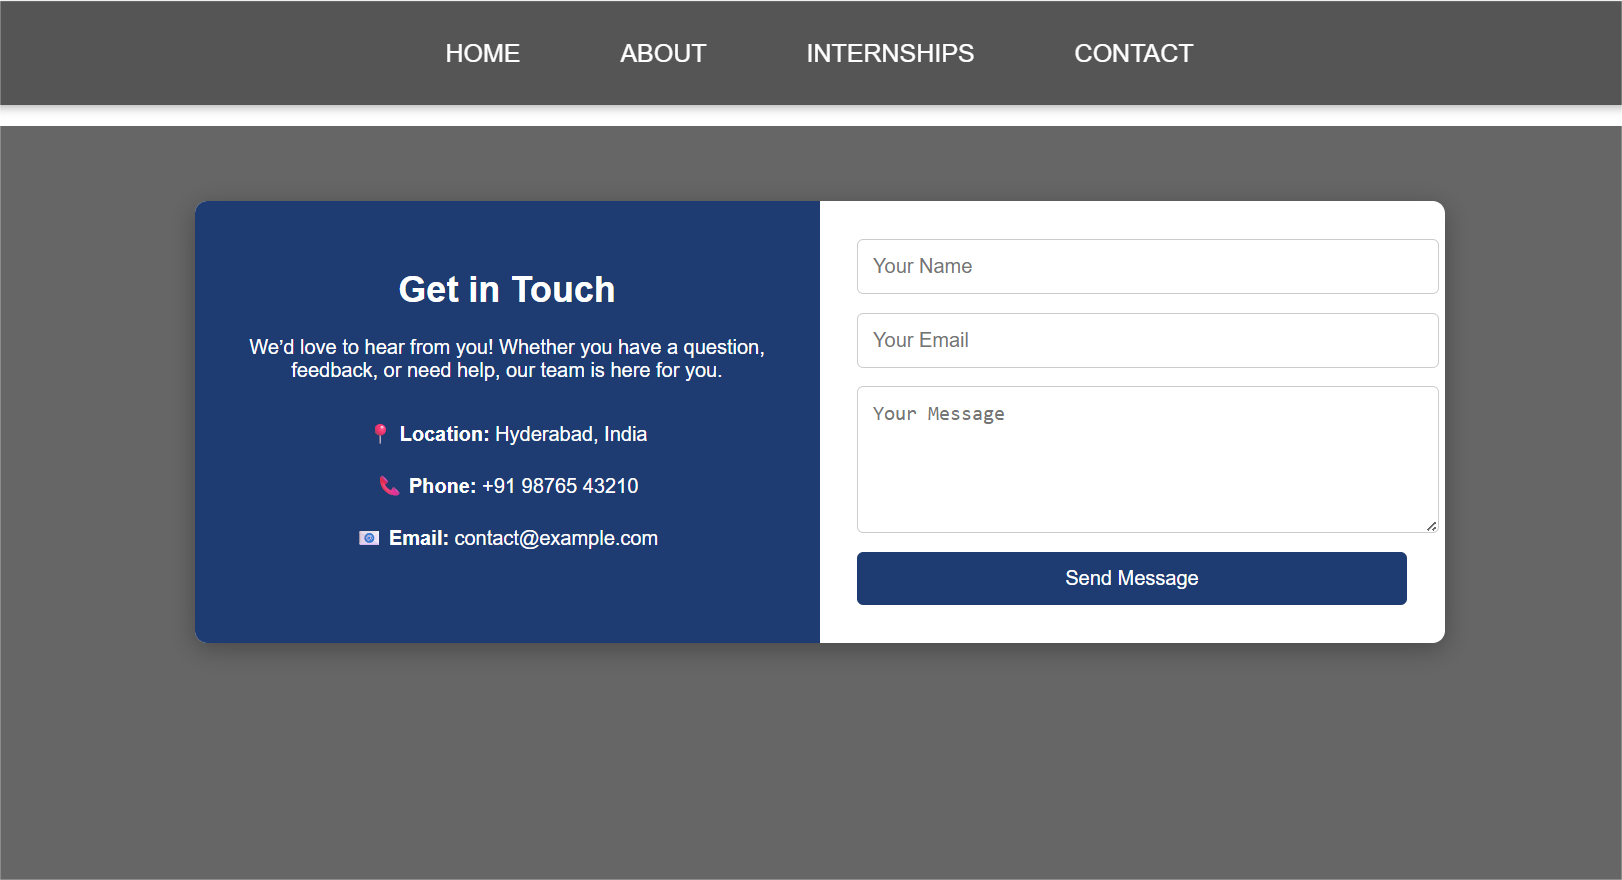 HOME ABOUT INTERNSHIPS CONTACT
Get in Touch
We’d love to hear from you! Whether you have a question,
feedback, or need help, our team is here for you.
📍 Location: Hyderabad, India
📞 Phone: +91 98765 43210
📧 Email: contact@example.com
Your Name
Your Email
Your Message
Send Message